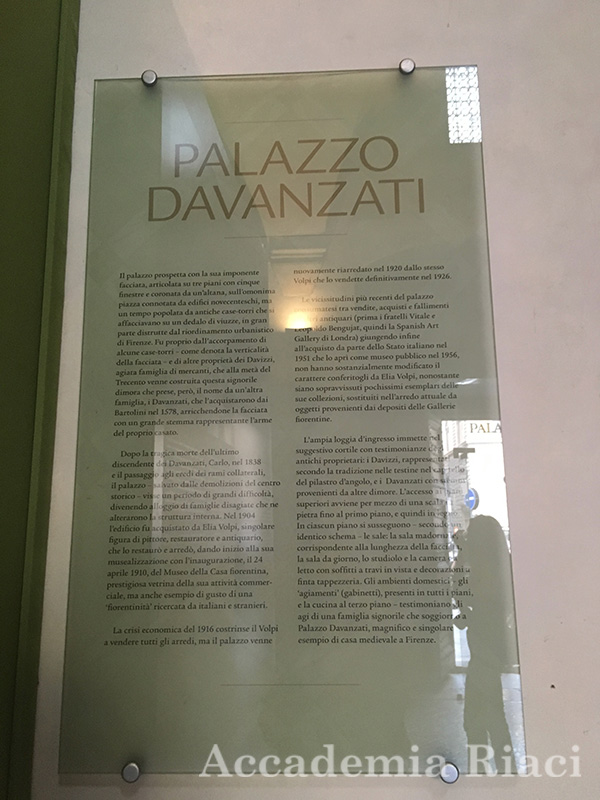 PALAZZO
DAVANZATI
Il palazzo prospetta con la sua imponente
facciata, articolata su tre piani con cinque
finestre e coronata da un'altana, sull'omonima
piazza connotata da edifici novecenteschi, ma
un tempo popolata da antiche case-torri che si
affacciavano su un dedalo di viuzze, in gran
parte distrutte dal riordinamento urbanistico
di Firenze. Fu proprio dall'accorpamento di
alcune case-torri – come denota la verticalità
della facciata – e di altre proprietà dei Davizzi,
agiata famiglia di mercanti, che alla metà del
Trecento venne costruita questa signorile
dimora che prese, però, il nome da un'altra
famiglia, i Davanzati, che l'acquistarono dai
Bartolini nel 1578, arricchendone la facciata
con un grande stemma rappresentante l'arme
del proprio casato.
Dopo la tragica morte dell'ultimo
discendente dei Davanzati, Carlo, nel 1838
e il passaggio agli eredi dei rami collaterali,
il palazzo – salvato dalle demolizioni del centro
storico – visse un periodo di grandi difficoltà,
divenendo alloggio di famiglie disagiate che ne
alterarono la struttura interna. Nel 1904
l'edificio fu acquistato da Elia Volpi, singolare
figura di pittore, restauratore e antiquario,
che lo restaurò e arredò, dando inizio alla sua
musealizzazione con l'inaugurazione, il 24
aprile 1910, del Museo della Casa fiorentina,
prestigiosa vetrina della sua attività commer-
ciale, ma anche esempio di gusto di una
'fiorentinità' ricercata da italiani e stranieri.
La crisi economica del 1916 costrinse il Volpi
a vendere tutti gli arredi, ma il palazzo venne
nuovamente riarredato nel 1920 dallo stesso
Volpi che lo vendette definitivamente nel 1926.
Le vicissitudini più recenti del palazzo
dipanatesi tra vendite, acquisti e fallimenti
di antiquari (prima i fratelli Vitale e
Leopoldo Bengujat, quindi la Spanish Art
Gallery di Londra) giungendo infine
all'acquisto da parte dello Stato italiano nel
1951 che lo aprì come museo pubblico nel 1956,
non hanno sostanzialmente modificato il
carattere conferitogli da Elia Volpi, nonostante
siano sopravvissuti pochissimi esemplari delle
sue collezioni, sostituiti nell'arredo attuale da
oggetti provenienti dai depositi delle Gallerie
fiorentine.
L'ampia loggia d'ingresso immette nel
suggestivo cortile con testimonianze degli
antichi proprietari: i Davizzi, rappresentati
secondo la tradizione nelle testine nel capitello
del pilastro d'angolo, e i Davanzati con
provenienti da altre dimore. L'accesso ai piani
superiori avviene per mezzo di una scala in
pietra fino al primo piano, e quindi in legno.
In ciascun piano si susseguono – secondo un
identico schema – le sale: la sala madornale,
corrispondente alla lunghezza della facciata,
la sala da giorno, lo studiolo e la camera da
letto con soffitti a travi in vista e decorazioni a
finta tappezzeria. Gli ambienti domestici – gli
'agiamenti' (gabinetti), presenti in tutti i piani,
e la cucina al terzo piano – testimoniano gli
agi di una famiglia signorile che soggiornò a
Palazzo Davanzati, magnifico e singolare
esempio di casa medievale a Firenze.
PALA
Accademia Riaci